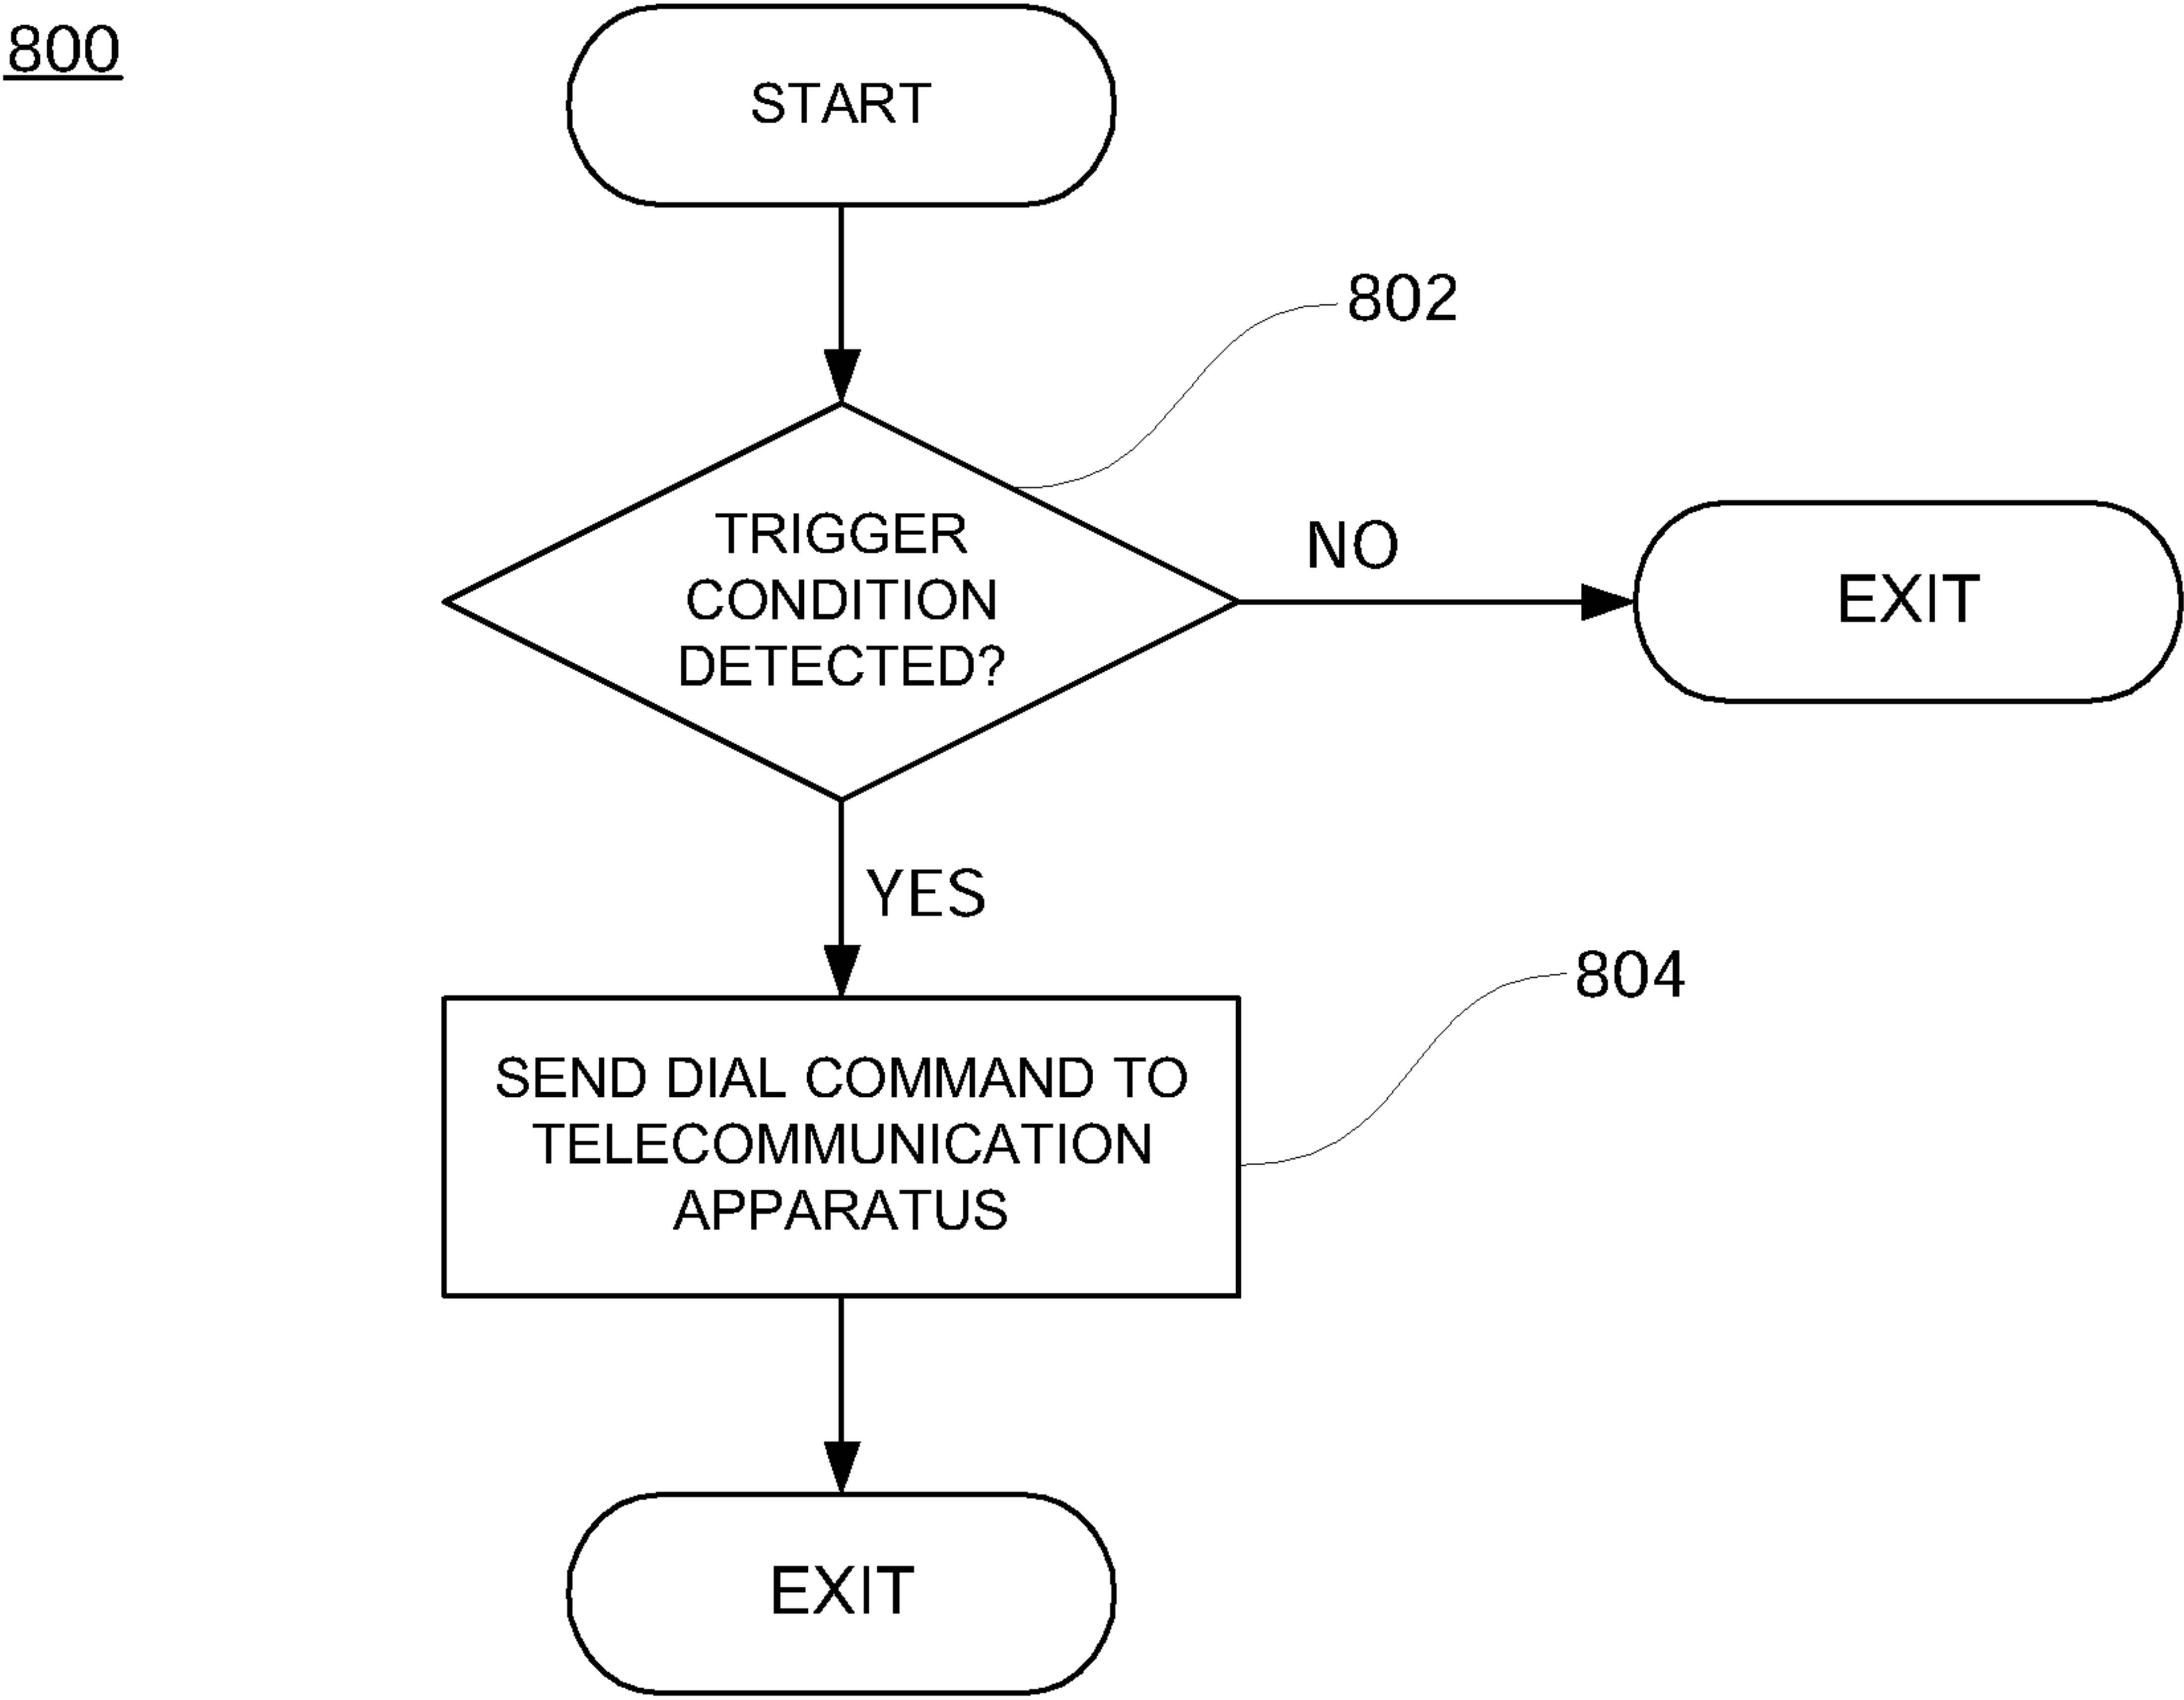 800
START
802
TRIGGER
CONDITION
DETECTED?
NO
EXIT
YES
804
SEND DIAL COMMAND TO
TELECOMMUNICATION
APPARATUS
EXIT